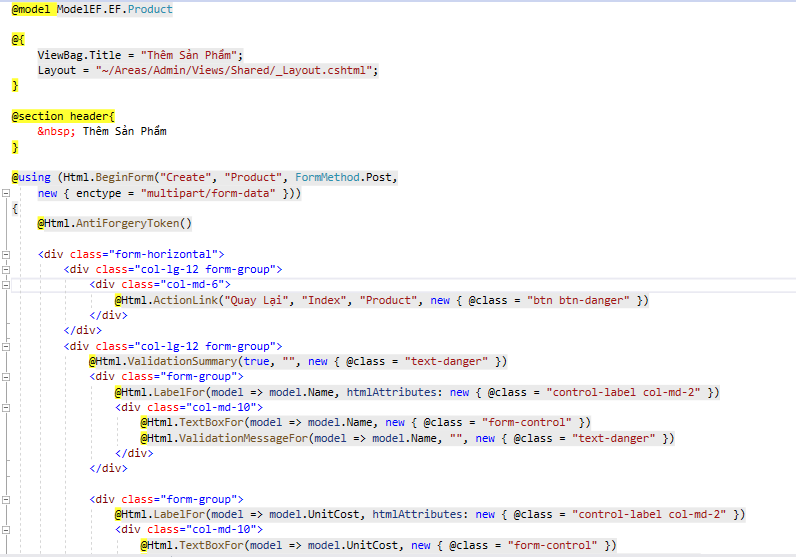 @model ModelEF.EF.Product
@{
ViewBag.Title = "Thêm Sản Phẩm";
Layout = "~/Areas/Admin/Views/Shared/_Layout.cshtml";
}
@section header{
&nbsp; Thêm Sản Phẩm
}
@using (Html.BeginForm("Create", "Product", FormMethod.Post,
new { enctype = "multipart/form-data" }))
{
@Html.AntiForgeryToken()
<div class="form-horizontal">
<div class="col-lg-12 form-group">
<div class="col-md-6">
@Html.ActionLink("Quay Lại", "Index", "Product", new { @class = "btn btn-danger" })
</div>
</div>
<div class="col-lg-12 form-group">
@Html.ValidationSummary(true, "", new { @class = "text-danger" })
<div class="form-group">
@Html.LabelFor(model => model.Name, htmlAttributes: new { @class = "control-label col-md-2" })
<div class="col-md-10">
@Html.TextBoxFor(model => model.Name, new { @class = "form-control" })
@Html.ValidationMessageFor(model => model.Name, "", new { @class = "text-danger" })
</div>
</div>
<div class="form-group">
@Html.LabelFor(model => model.UnitCost, htmlAttributes: new { @class = "control-label col-md-2" })
<div class="col-md-10">
@Html.TextBoxFor(model => model.UnitCost, new { @class = "form-control" })